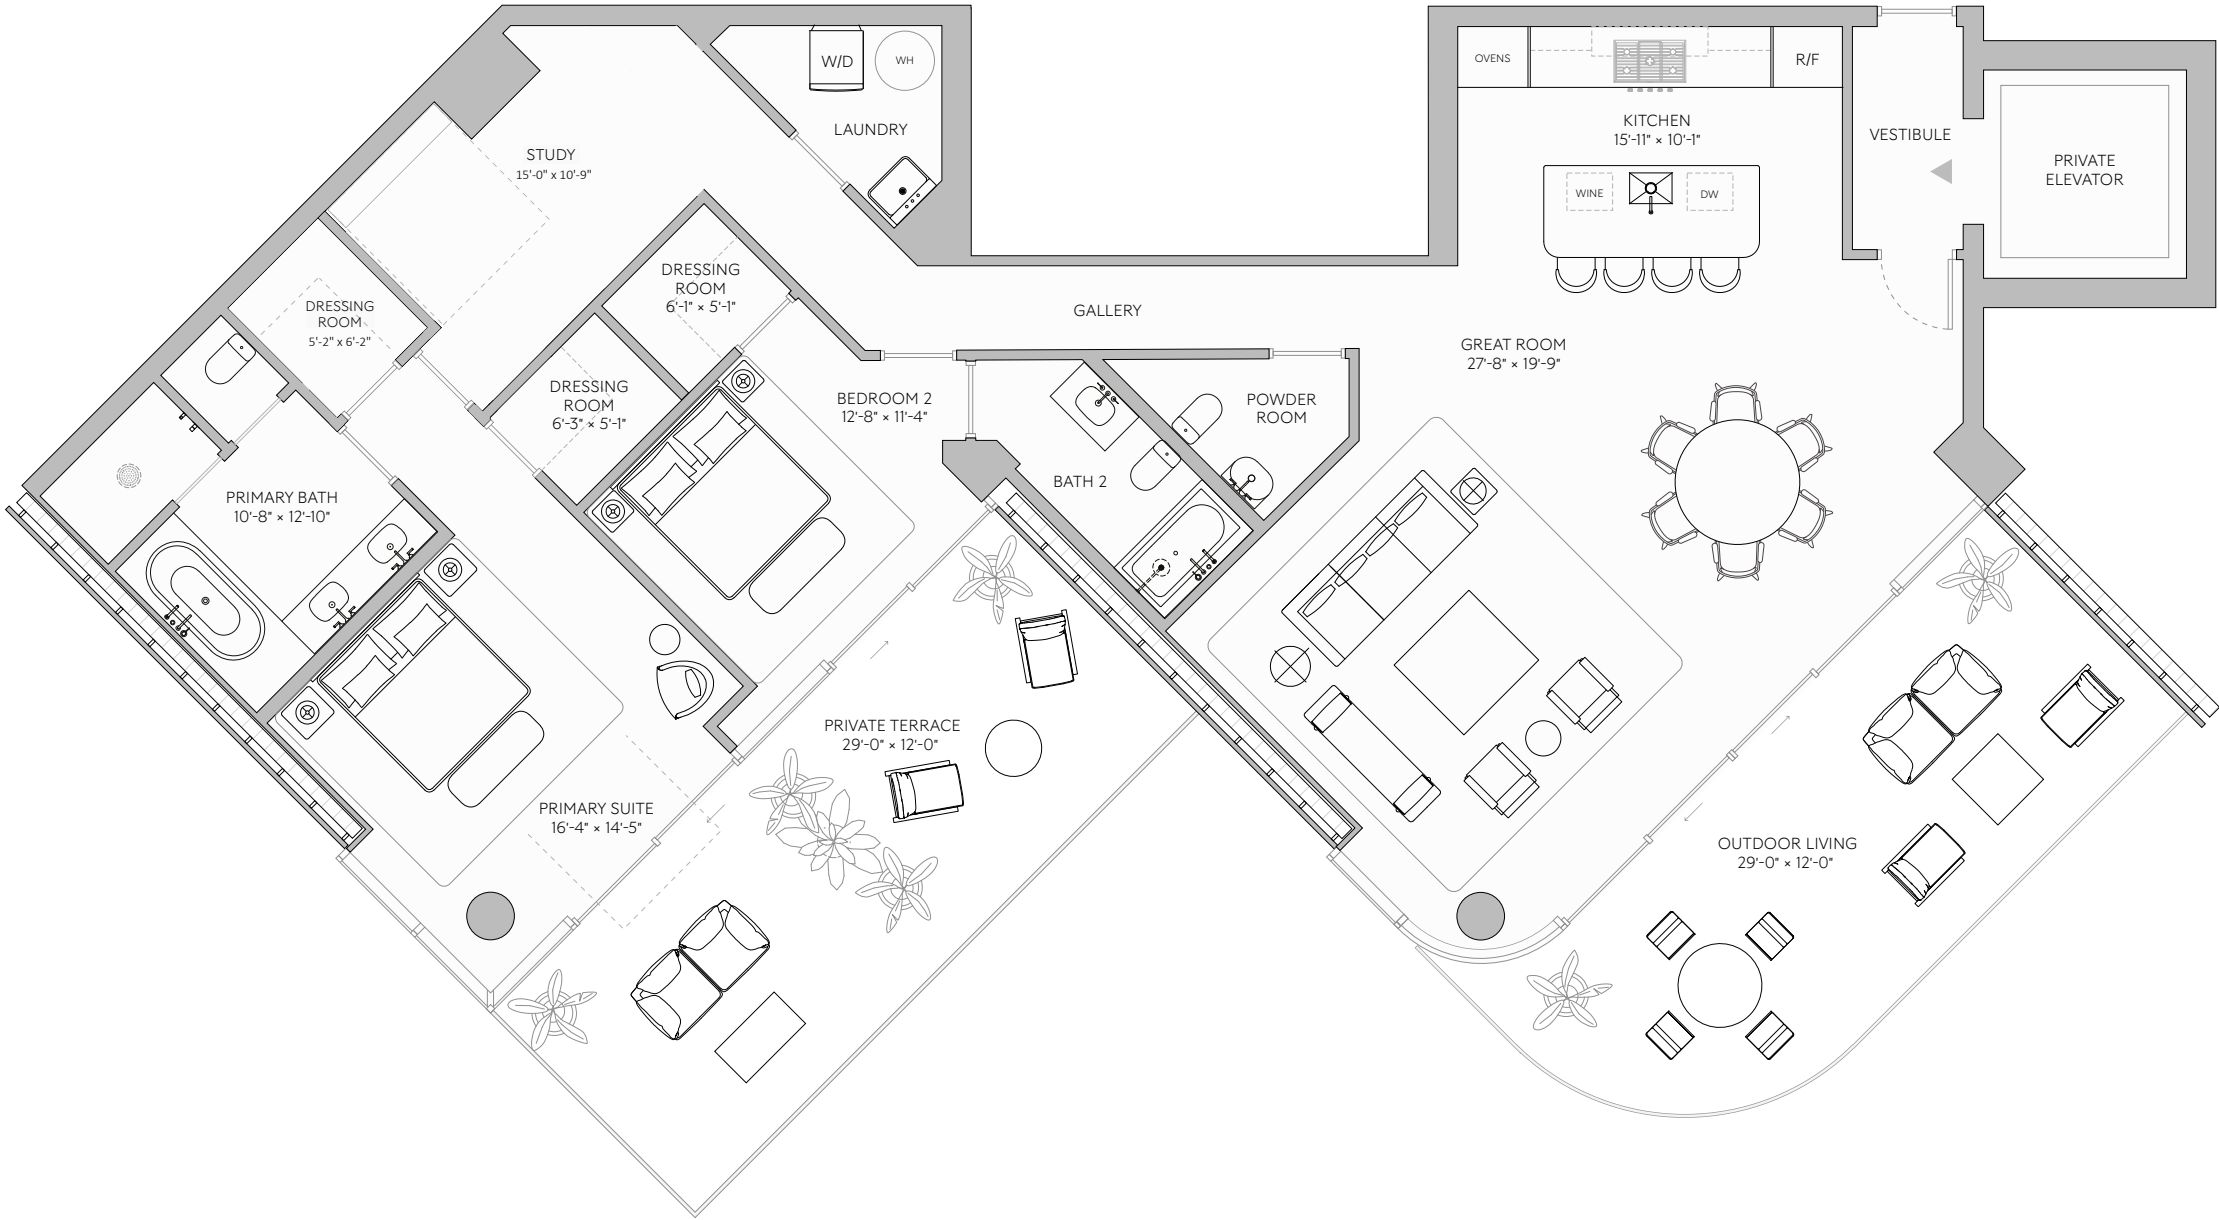 OVENS
R/F
W/D
WH
LAUNDRY
KITCHEN
15'-11" × 10'-1"
VESTIBULE
PRIVATE
ELEVATOR
STUDY
15'-0" x 10'-9"
WINE
DW
DRESSING
ROOM
6'-1" × 5'-1"
DRESSING
ROOM
5'-2" x 6'-2"
GALLERY
GREAT ROOM
27'-8" × 19'-9"
DRESSING
ROOM
6'-3" × 5'-1"
BEDROOM 2
12'-8" × 11'-4"
POWDER
ROOM
BATH 2
PRIMARY BATH
10'-8" × 12'-10"
PRIVATE TERRACE
29'-0" × 12'-0"
PRIMARY SUITE
16'-4" × 14'-5"
OUTDOOR LIVING
29'-0" × 12'-0"